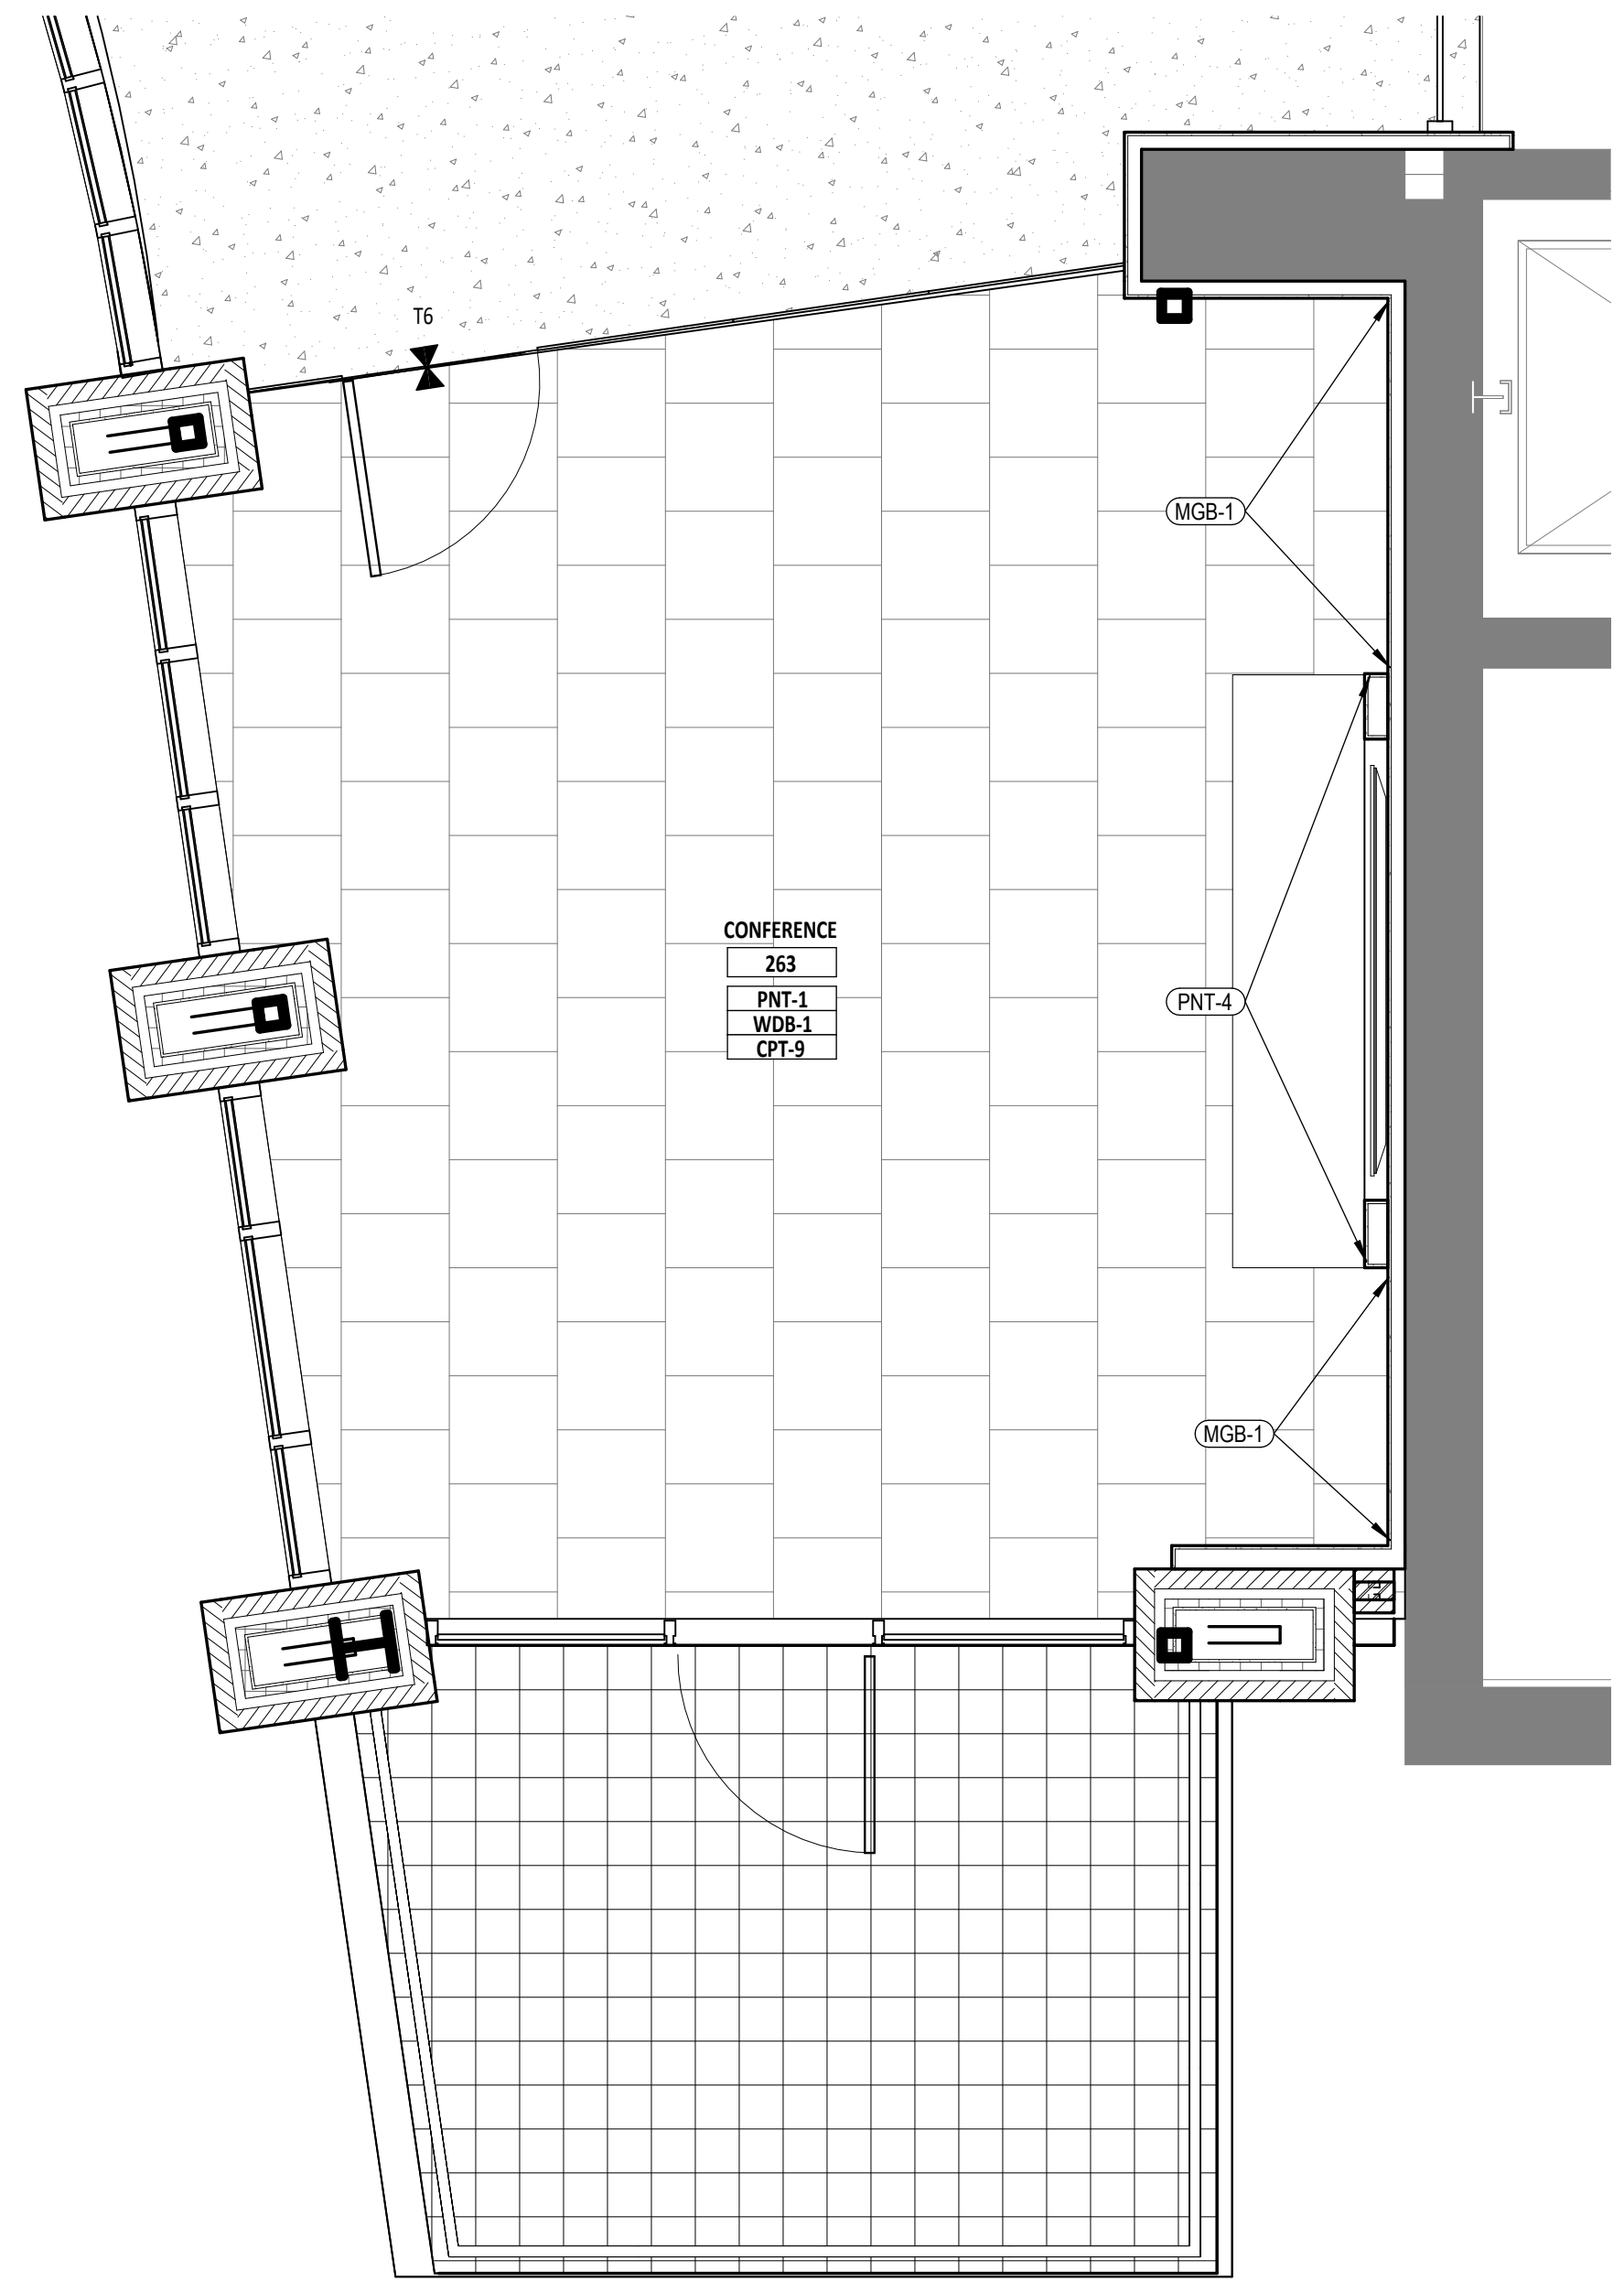 T6
MGB-1
CONFERENCE
263
PNT-1
WDB-1
CPT-9
PNT-4
MGB-1